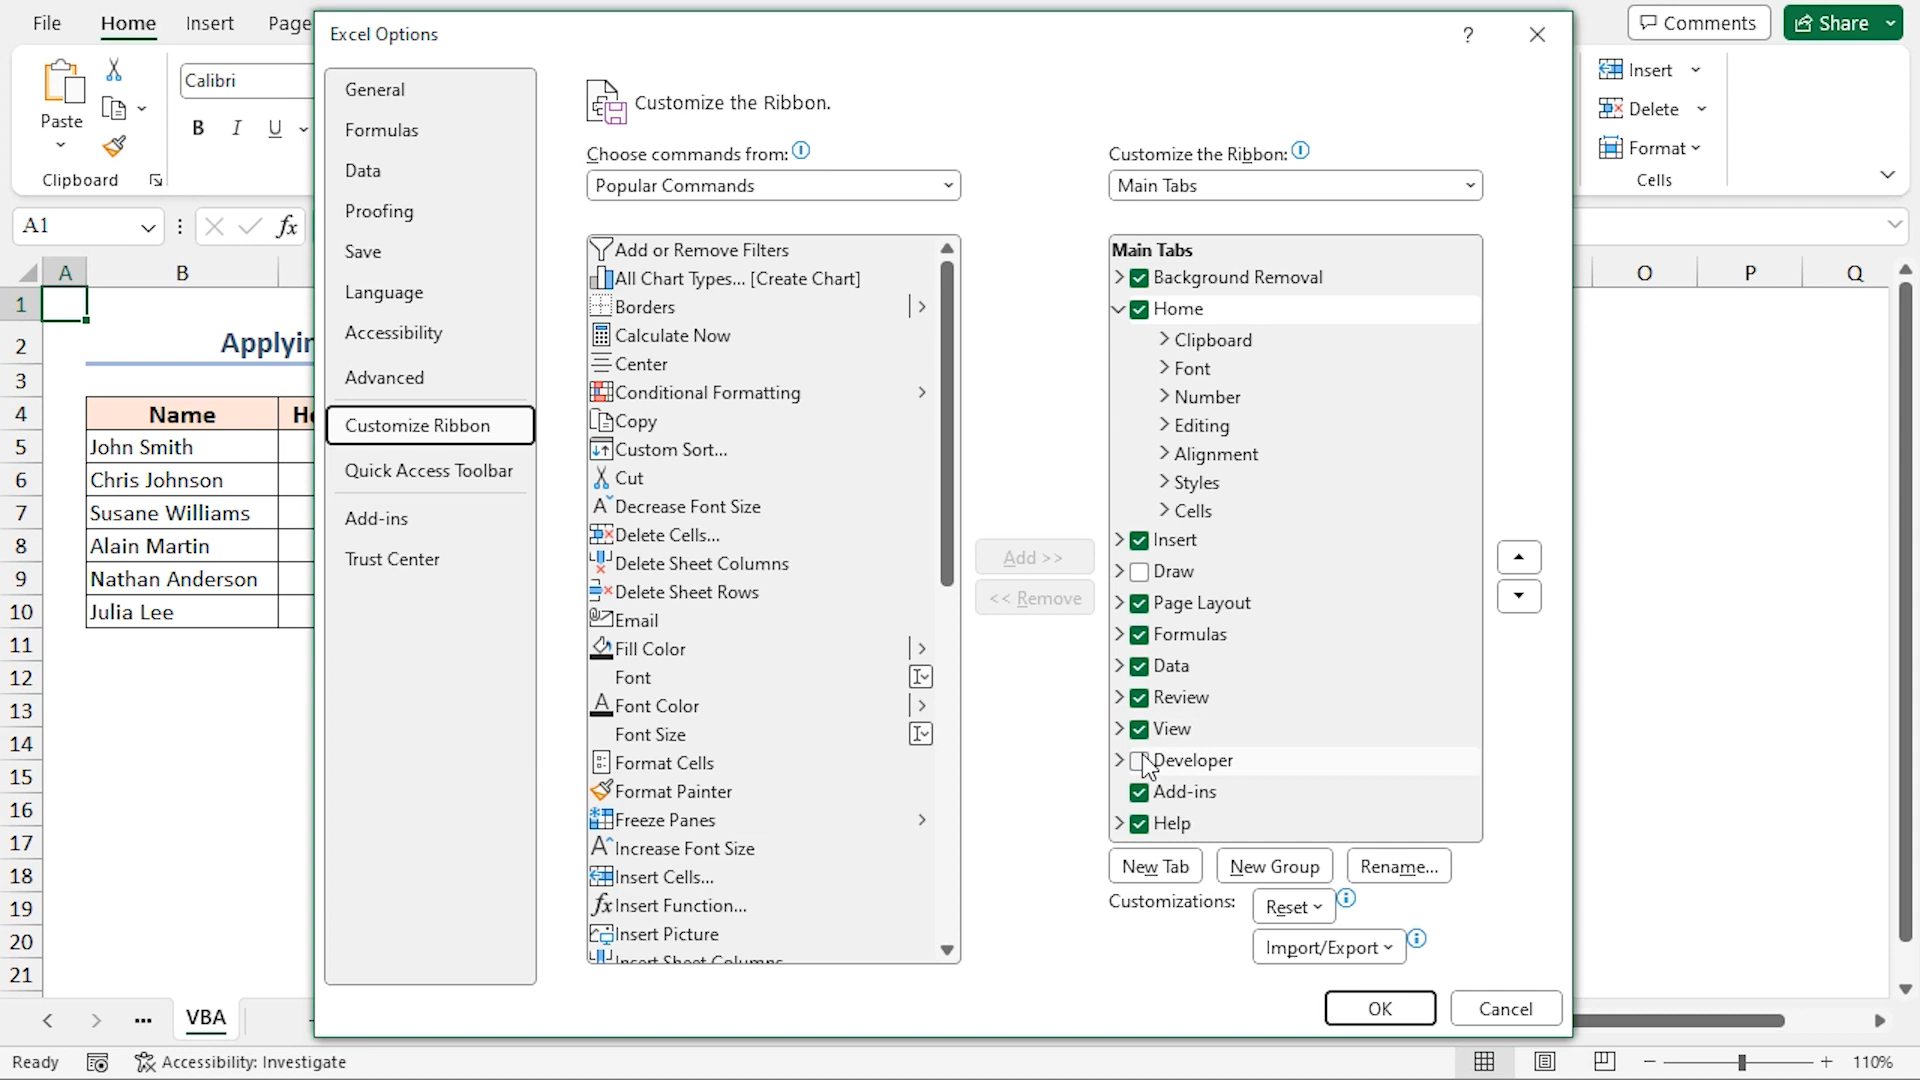 File
Home
Insert
Page
Comments
Share
Paste
Clipboard
Calibri
B I U
Insert
Delete
Format
Cells
A1
fx
A B O P Q
1
2 Applyin
3
4 Name He
5 John Smith
6 Chris Johnson
7 Susane Williams
8 Alain Martin
9 Nathan Anderson
10 Julia Lee
11
12
13
14
15
16
17
18
19
20
21
VBA
Ready
Accessibility: Investigate
110%
Excel Options
?
General
Formulas
Data
Proofing
Save
Language
Accessibility
Advanced
Customize Ribbon
Quick Access Toolbar
Add-ins
Trust Center
Customize the Ribbon.
Choose commands from:
Popular Commands
Add or Remove Filters
All Chart Types... [Create Chart]
Borders
Calculate Now
Center
Conditional Formatting
Copy
Custom Sort...
Cut
Decrease Font Size
Delete Cells...
Delete Sheet Columns
Delete Sheet Rows
Email
Fill Color
Font
Font Color
Font Size
Format Cells
Format Painter
Freeze Panes
Increase Font Size
Insert Cells...
Insert Function...
Insert Picture
Insert Sheet Columns
Add >>
<< Remove
Customize the Ribbon:
Main Tabs
Main Tabs
Background Removal
Home
Clipboard
Font
Number
Editing
Alignment
Styles
Cells
Insert
Draw
Page Layout
Formulas
Data
Review
View
Developer
Add-ins
Help
New Tab
New Group
Rename...
Customizations:
Reset
Import/Export
OK
Cancel